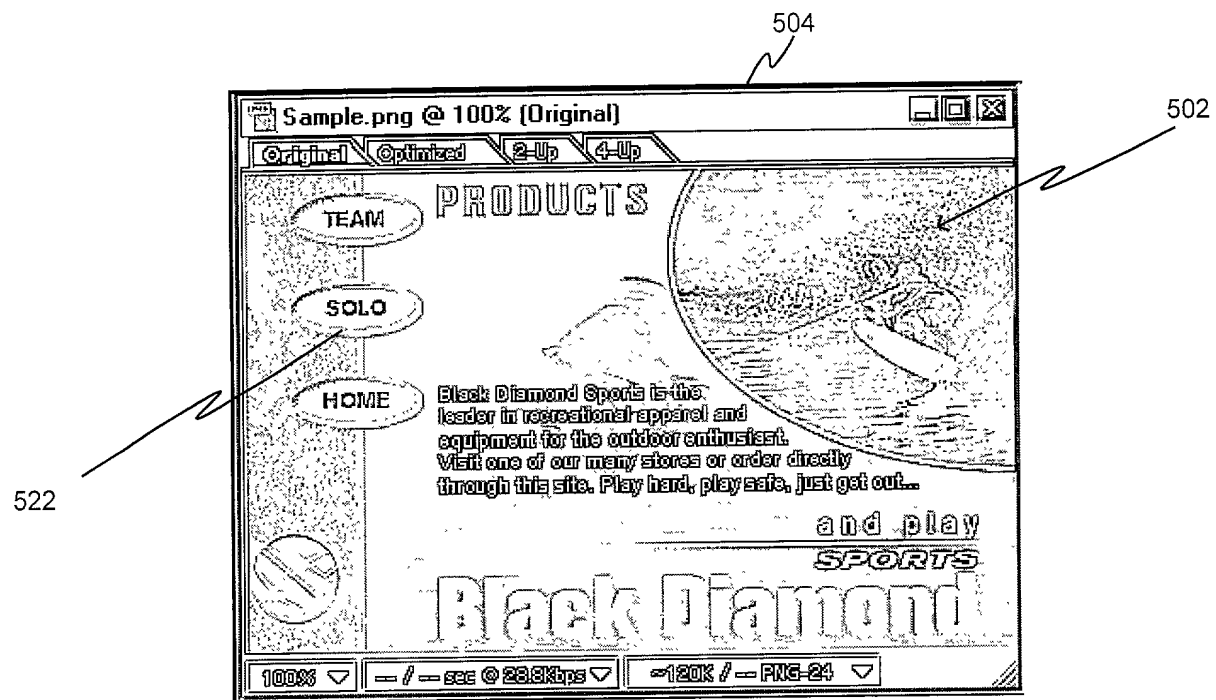 504
502
Sample.png @ 100% (Original)
Original Optimized 2-Up 4-Up
PRODUCTS
TEAM
SOLO
HOME
Black Diamond Sports is the
leader in recreational apparel and
equipment for the outdoor enthusiast.
Visit one of our many stores or order directly
through this site. Play hard, play safe, just get out...
522
and play
SPORTS
Black Diamond
100% -- / -- sec @ 28.8Kbps ~120K / -- PNG-24